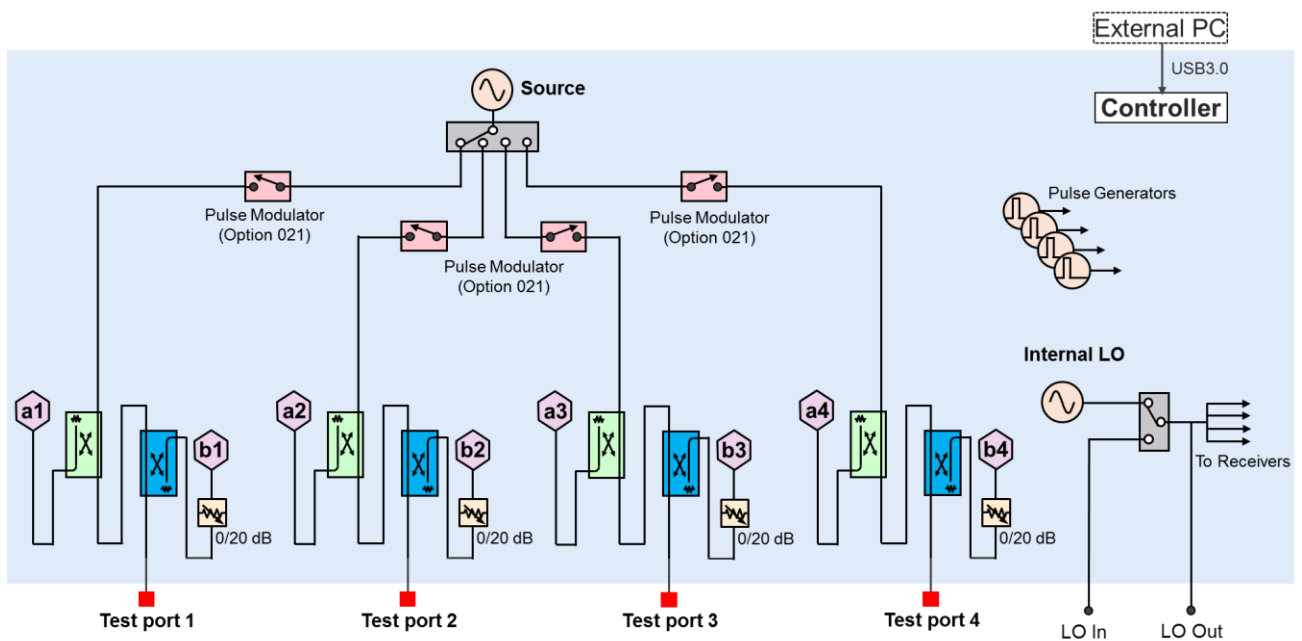 External PC
USB3.0
Source
Controller
Pulse Modulator
(Option 021)
Pulse Modulator
(Option 021)
Pulse Modulator
(Option 021)
Pulse Generators
Internal LO
a1
b1
a2
b2
a3
b3
a4
b4
To Receivers
0/20 dB
0/20 dB
0/20 dB
0/20 dB
Test port 1
Test port 2
Test port 3
Test port 4
LO In
LO Out